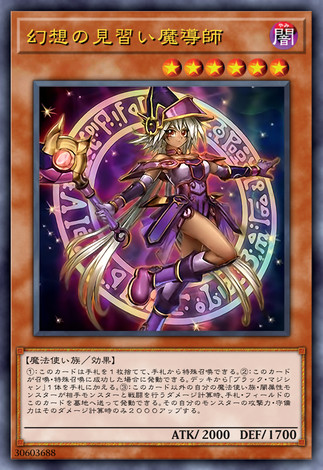 幻想の見習い魔導師
闇
【魔法使い族／効果】
①：このカードは手札を１枚捨てて、手札から特殊召喚できる。②：このカード
が召喚・特殊召喚に成功した場合に発動できる。デッキから「ブラック・マジシ
ャン」１体を手札に加える。③：このカード以外の自分の魔法使い族・闇属性モ
ンスターが相手モンスターと戦闘を行うダメージ計算時、手札・フィールドの
このカードを墓地へ送って発動できる。その自分のモンスターの攻撃力・守備
力はそのダメージ計算時のみ２０００アップする。
ATK/ 2000 DEF/1700
30603688